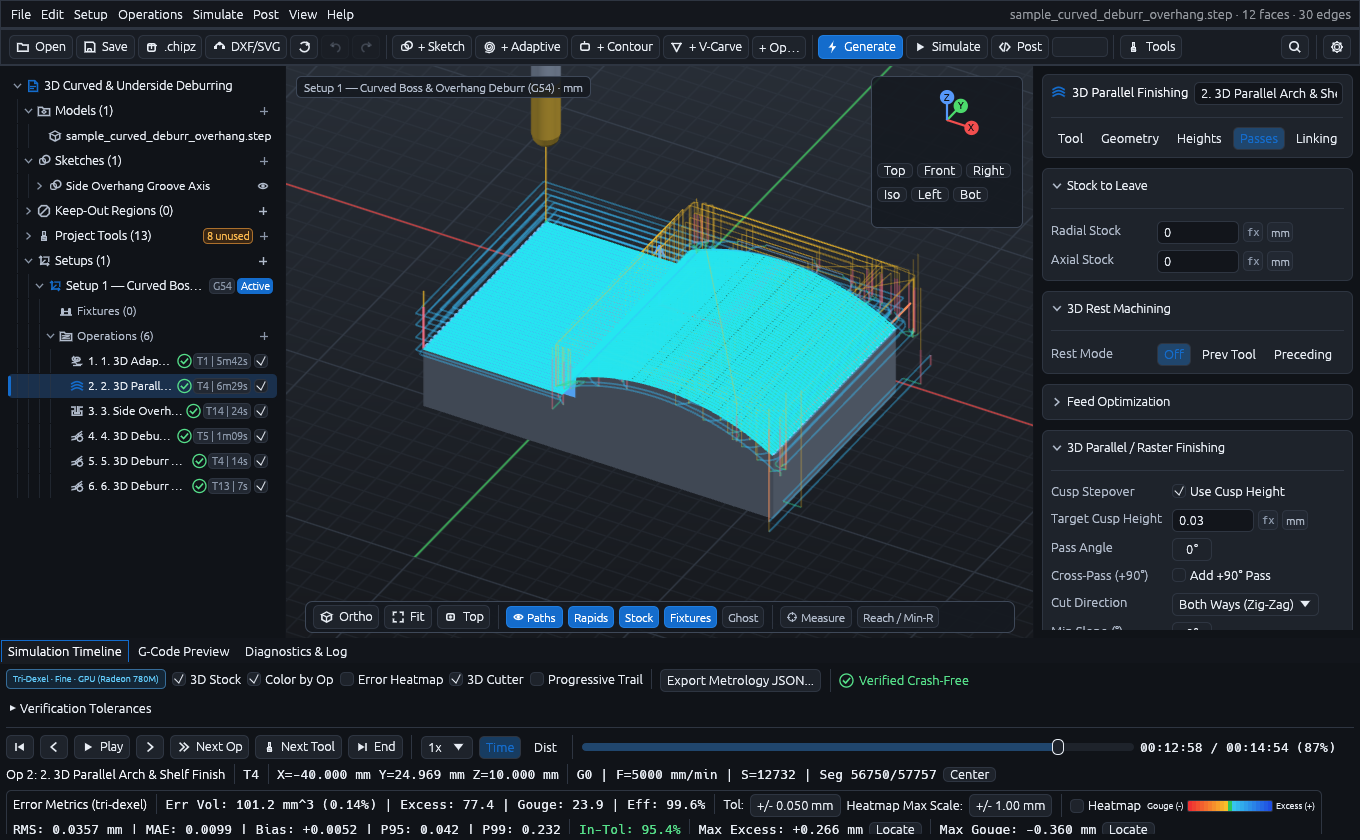 File Edit Setup Operations Simulate Post View Help
sample_curved_deburr_overhang.step · 12 faces · 30 edges
Open Save .chipz DXF/SVG + Sketch + Adaptive + Contour + V-Carve + Op... Generate Simulate Post Tools
3D Curved & Underside Deburring
Models (1) +
sample_curved_deburr_overhang.step
Sketches (1) +
Side Overhang Groove Axis
Keep-Out Regions (0) +
Project Tools (13) 8 unused +
Setups (1) +
Setup 1 — Curved Bos... G54 Active
Fixtures (0)
Operations (6) +
1. 1. 3D Adap... T1 | 5m42s
2. 2. 3D Parall... T4 | 6m29s
3. 3. Side Overh... T14 | 24s
4. 4. 3D Debu... T5 | 1m09s
5. 5. 3D Deburr ... T4 | 14s
6. 6. 3D Deburr ... T13 | 7s
Setup 1 — Curved Boss & Overhang Deburr (G54) · mm
Z
Y
X
Top Front Right
Iso Left Bot
Ortho Fit Top Paths Rapids Stock Fixtures Ghost Measure Reach / Min-R
3D Parallel Finishing 2. 3D Parallel Arch & She
Tool Geometry Heights Passes Linking
Stock to Leave
Radial Stock 0 fx mm
Axial Stock 0 fx mm
3D Rest Machining
Rest Mode Off Prev Tool Preceding
Feed Optimization
3D Parallel / Raster Finishing
Cusp Stepover Use Cusp Height
Target Cusp Height 0.03 fx mm
Pass Angle 0°
Cross-Pass (+90°) Add +90° Pass
Cut Direction Both Ways (Zig-Zag)
Simulation Timeline G-Code Preview Diagnostics & Log
Tri-Dexel · Fine · GPU (Radeon 780M) 3D Stock Color by Op Error Heatmap 3D Cutter Progressive Trail Export Metrology JSON... Verified Crash-Free
Verification Tolerances
Play Next Op Next Tool End 1x Time Dist 00:12:58 / 00:14:54 (87%)
Op 2: 2. 3D Parallel Arch & Shelf Finish | T4 | X=-40.000 mm Y=24.969 mm Z=10.000 mm | G0 | F=5000 mm/min | S=12732 | Seg 56750/57757 Center
Error Metrics (tri-dexel) | Err Vol: 101.2 mm^3 (0.14%) | Excess: 77.4 | Gouge: 23.9 | Eff: 99.6% | Tol: +/- 0.050 mm Heatmap Max Scale: +/- 1.00 mm | Heatmap Gouge (-) Excess (+)
RMS: 0.0357 mm | MAE: 0.0099 | Bias: +0.0052 | P95: 0.042 | P99: 0.232 | In-Tol: 95.4% | Max Excess: +0.266 mm Locate | Max Gouge: -0.360 mm Locate